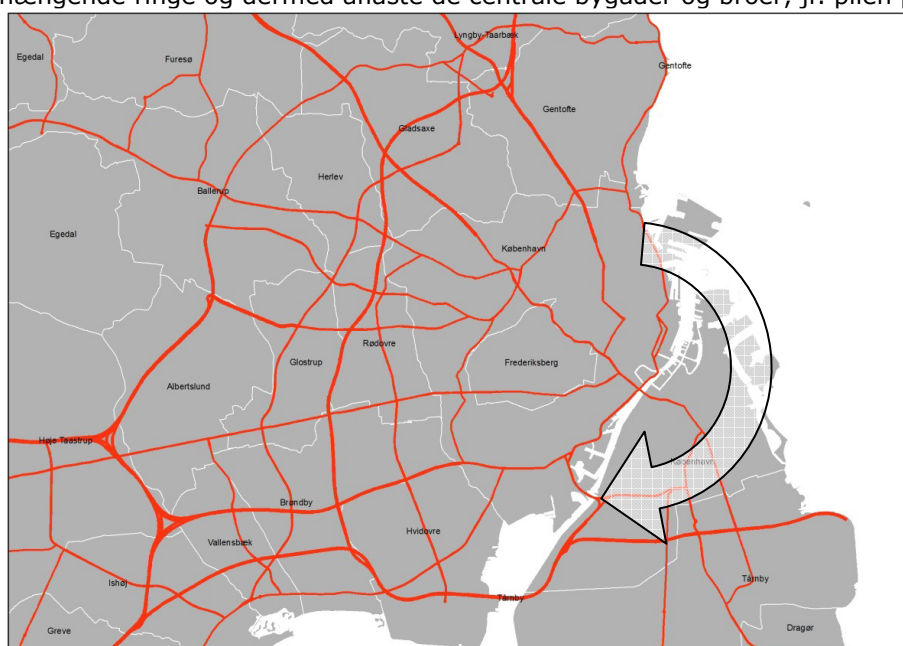 hængende ringe og dermed aflaste de centrale bygader og broer, jf. pilen p
Lyngby-Taarbæk
Egedal
Furesø
Gentofte
Gentofte
Gladsaxe
Herlev
Ballerup
Egedal
København
Rødovre
Glostrup
Frederiksberg
Albertslund
Høje Taastrup
København
Brøndby
Hvidovre
Vallensbæk
Ishøj
Tårnby
Tårnby
Greve
Dragør